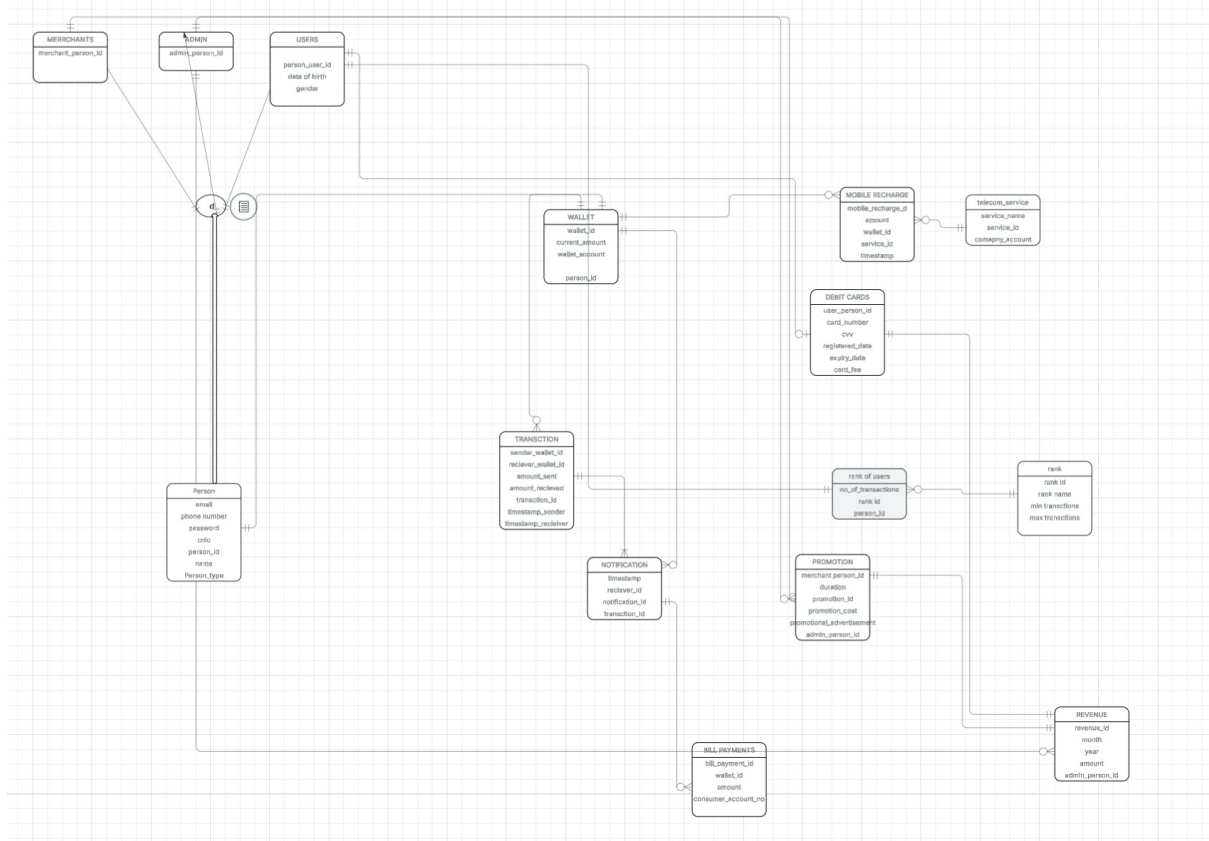 MERRCHANTS
merchant_person_id
ADMIN
admin_person_id
USERS
person_user_id
date of birth
gender
d
WALLET
wallet_id
current_amount
wallet_account
person_id
MOBILE RECHARGE
mobile_recharge_d
amount
wallet_id
service_id
timestamp
telecom_service
service_name
service_id
comapny_account
DEBIT CARDS
user_person_id
card_number
cvv
registered_date
expiry_date
card_fee
TRANSCTION
sender_wallet_id
reciever_wallet_id
amount_sent
amount_recieved
transction_id
timestamp_sender
timestamp_recielver
Person
email
phone number
password
cnic
person_id
name
Person_type
rank of users
no_of_transactions
rank id
person_id
rank
rank id
rank name
min transctions
max transctions
NOTIFICATION
timestamp
reciever_id
notification_id
transction_id
PROMOTION
merchant person_id
duration
promotion_id
promotion_cost
promotional_advertisement
admin_person_id
REVENUE
revenue_id
month
year
amount
admin_person_id
BILL PAYMENTS
bill_payment_id
wallet_id
amount
consumer_account_no